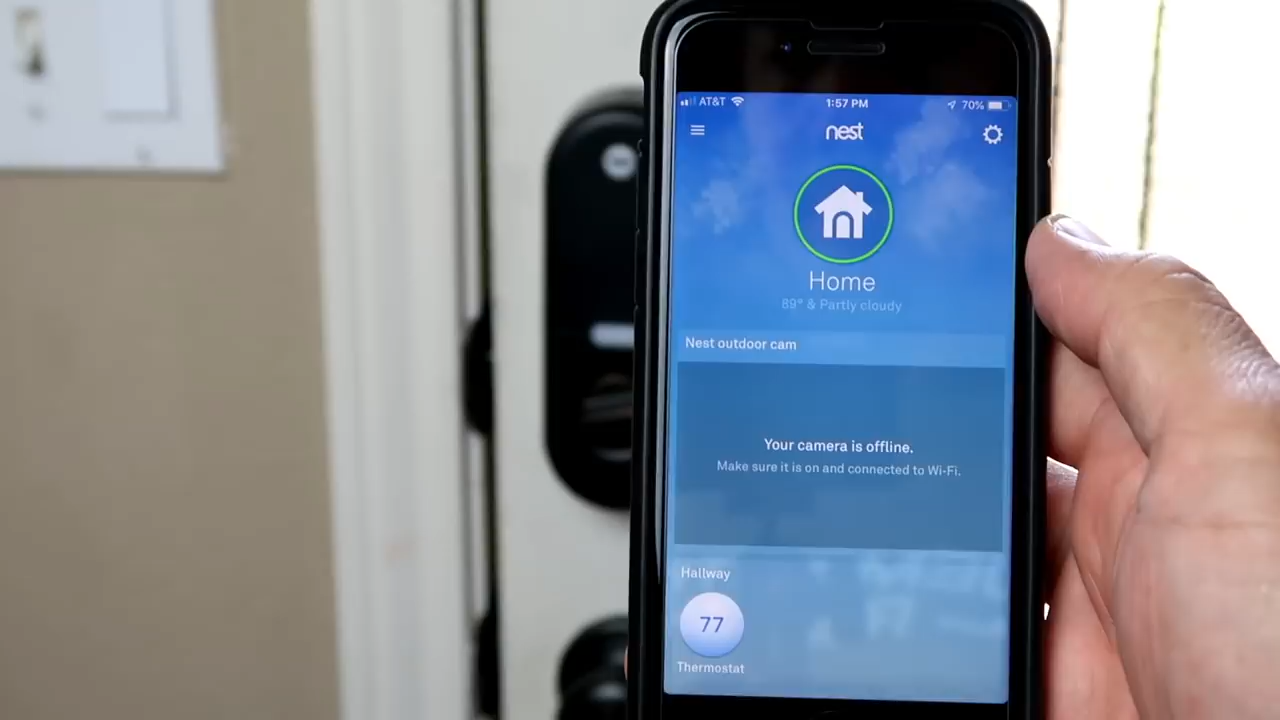 AT&T 1:57 PM 70%
nest
Home
89° & Partly cloudy
Nest outdoor cam
Your camera is offline.
Make sure it is on and connected to Wi-Fi.
Hallway
77
Thermostat